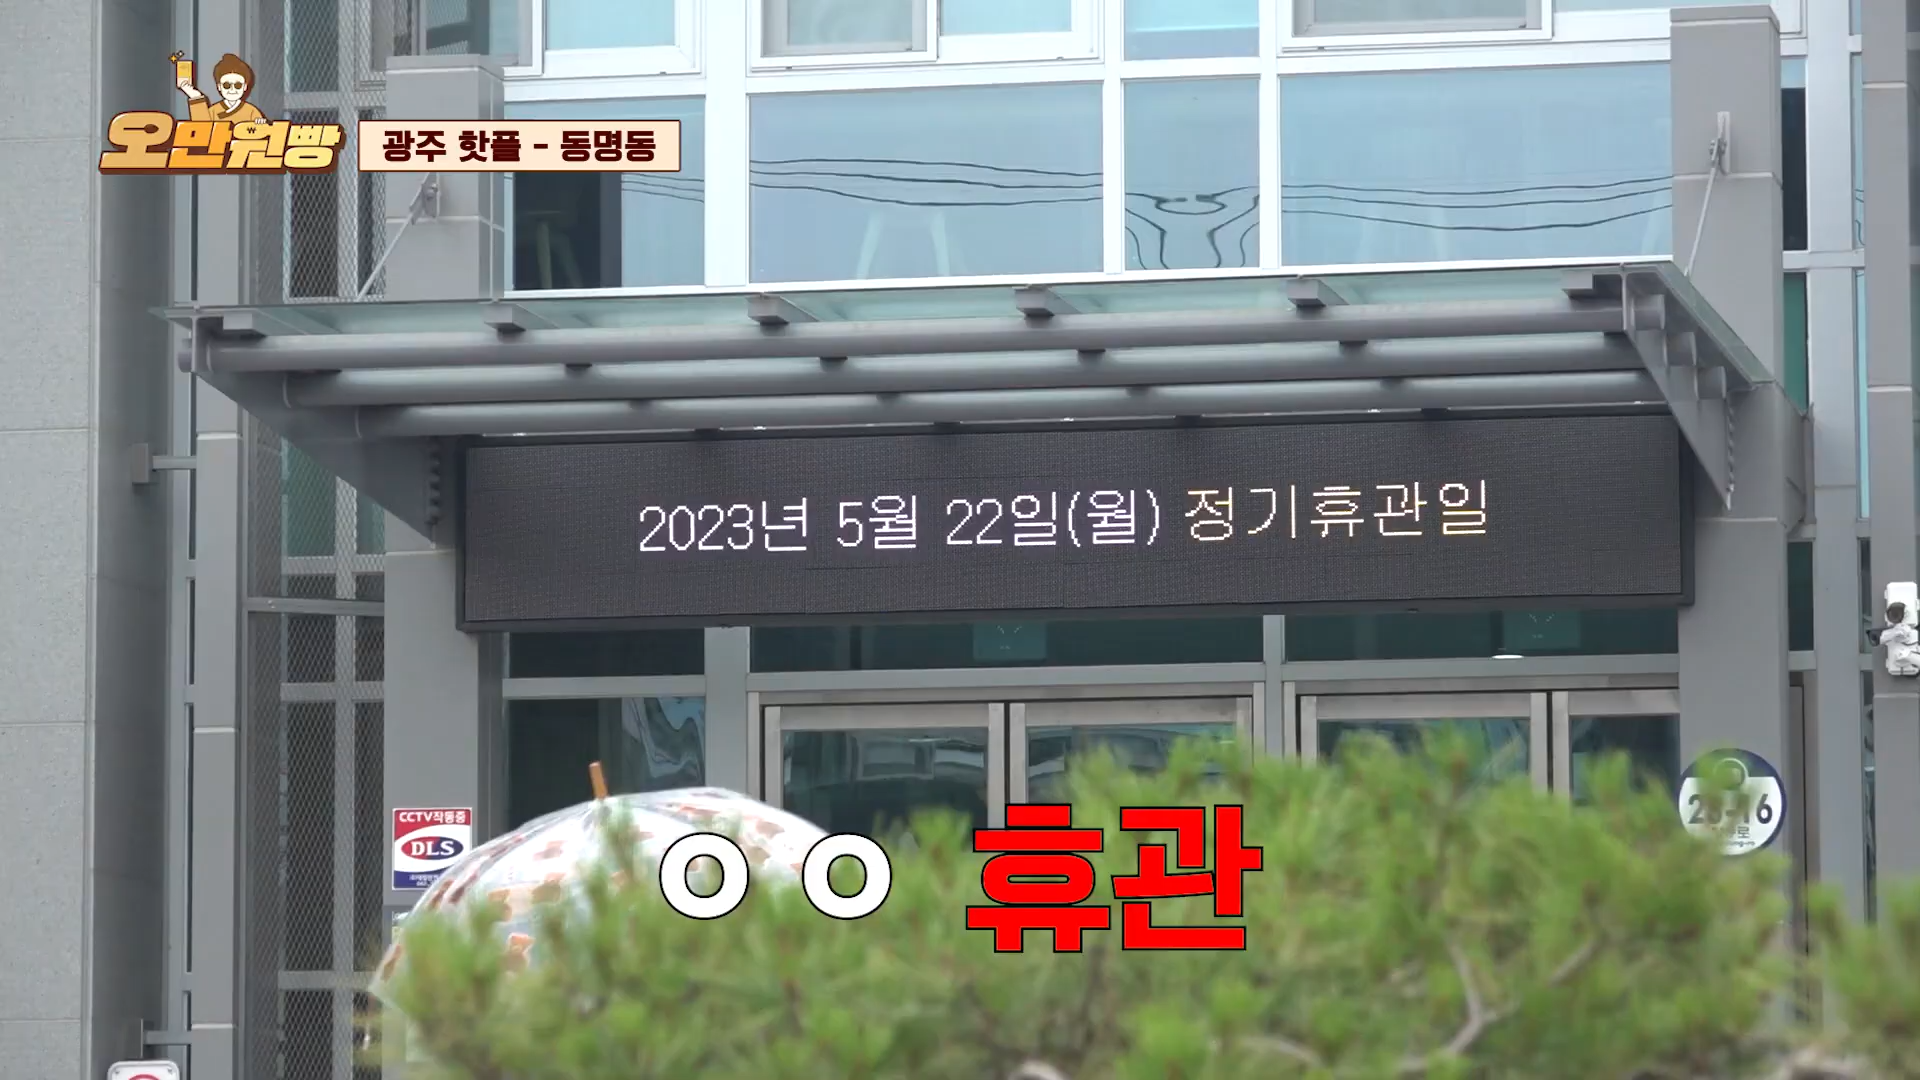 오만원빵
광주 핫플 - 동명동
2023년 5월 22일(월) 정기휴관일
CCTV작동중
DLS
ㅇㅇ 휴관